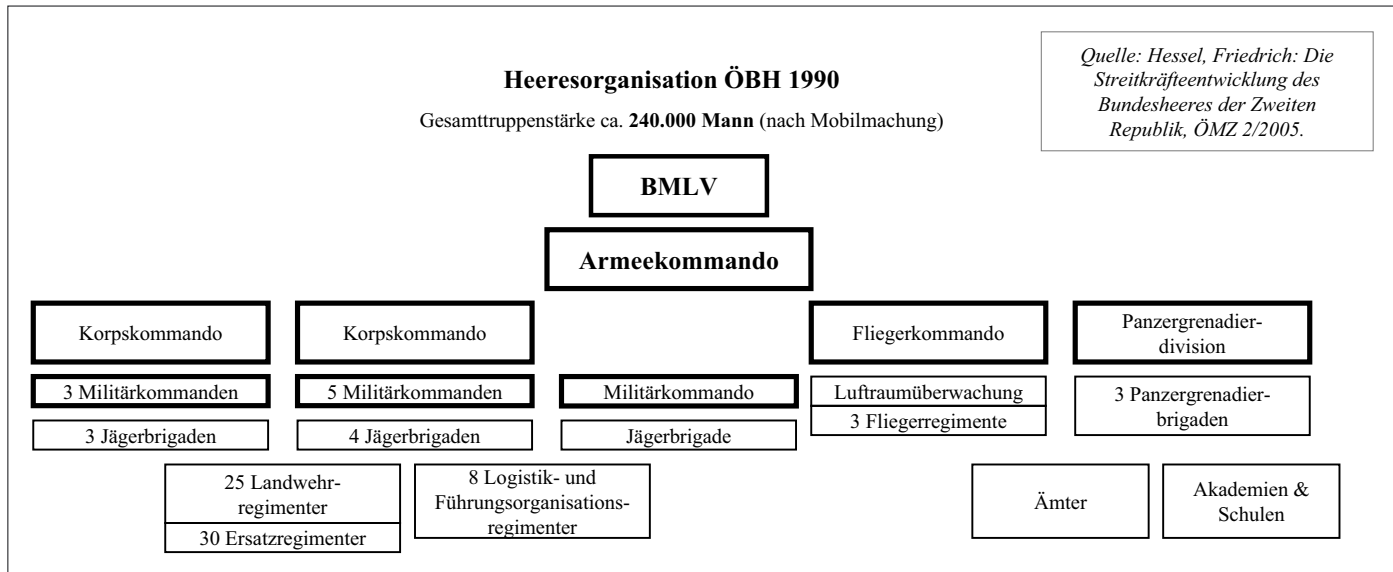 Heeresorganisation ÖBH 1990
Gesamttruppenstärke ca. 240.000 Mann (nach Mobilmachung)
Quelle: Hessel, Friedrich: Die
Streitkräfteentwicklung des
Bundesheeres der Zweiten
Republik, ÖMZ 2/2005.
BMLV
Armeekommando
Korpskommando
Korpskommando
Fliegerkommando
Panzergrenadier-
division
3 Militärkommanden
5 Militärkommanden
Militärkommando
Luftraumüberwachung
3 Fliegerregimente
3 Panzergrenadier-
brigaden
3 Jägerbrigaden
4 Jägerbrigaden
Jägerbrigade
25 Landwehr-
regimenter
30 Ersatzregimenter
8 Logistik- und
Führungsorganisations-
regimenter
Ämter
Akademien &
Schulen